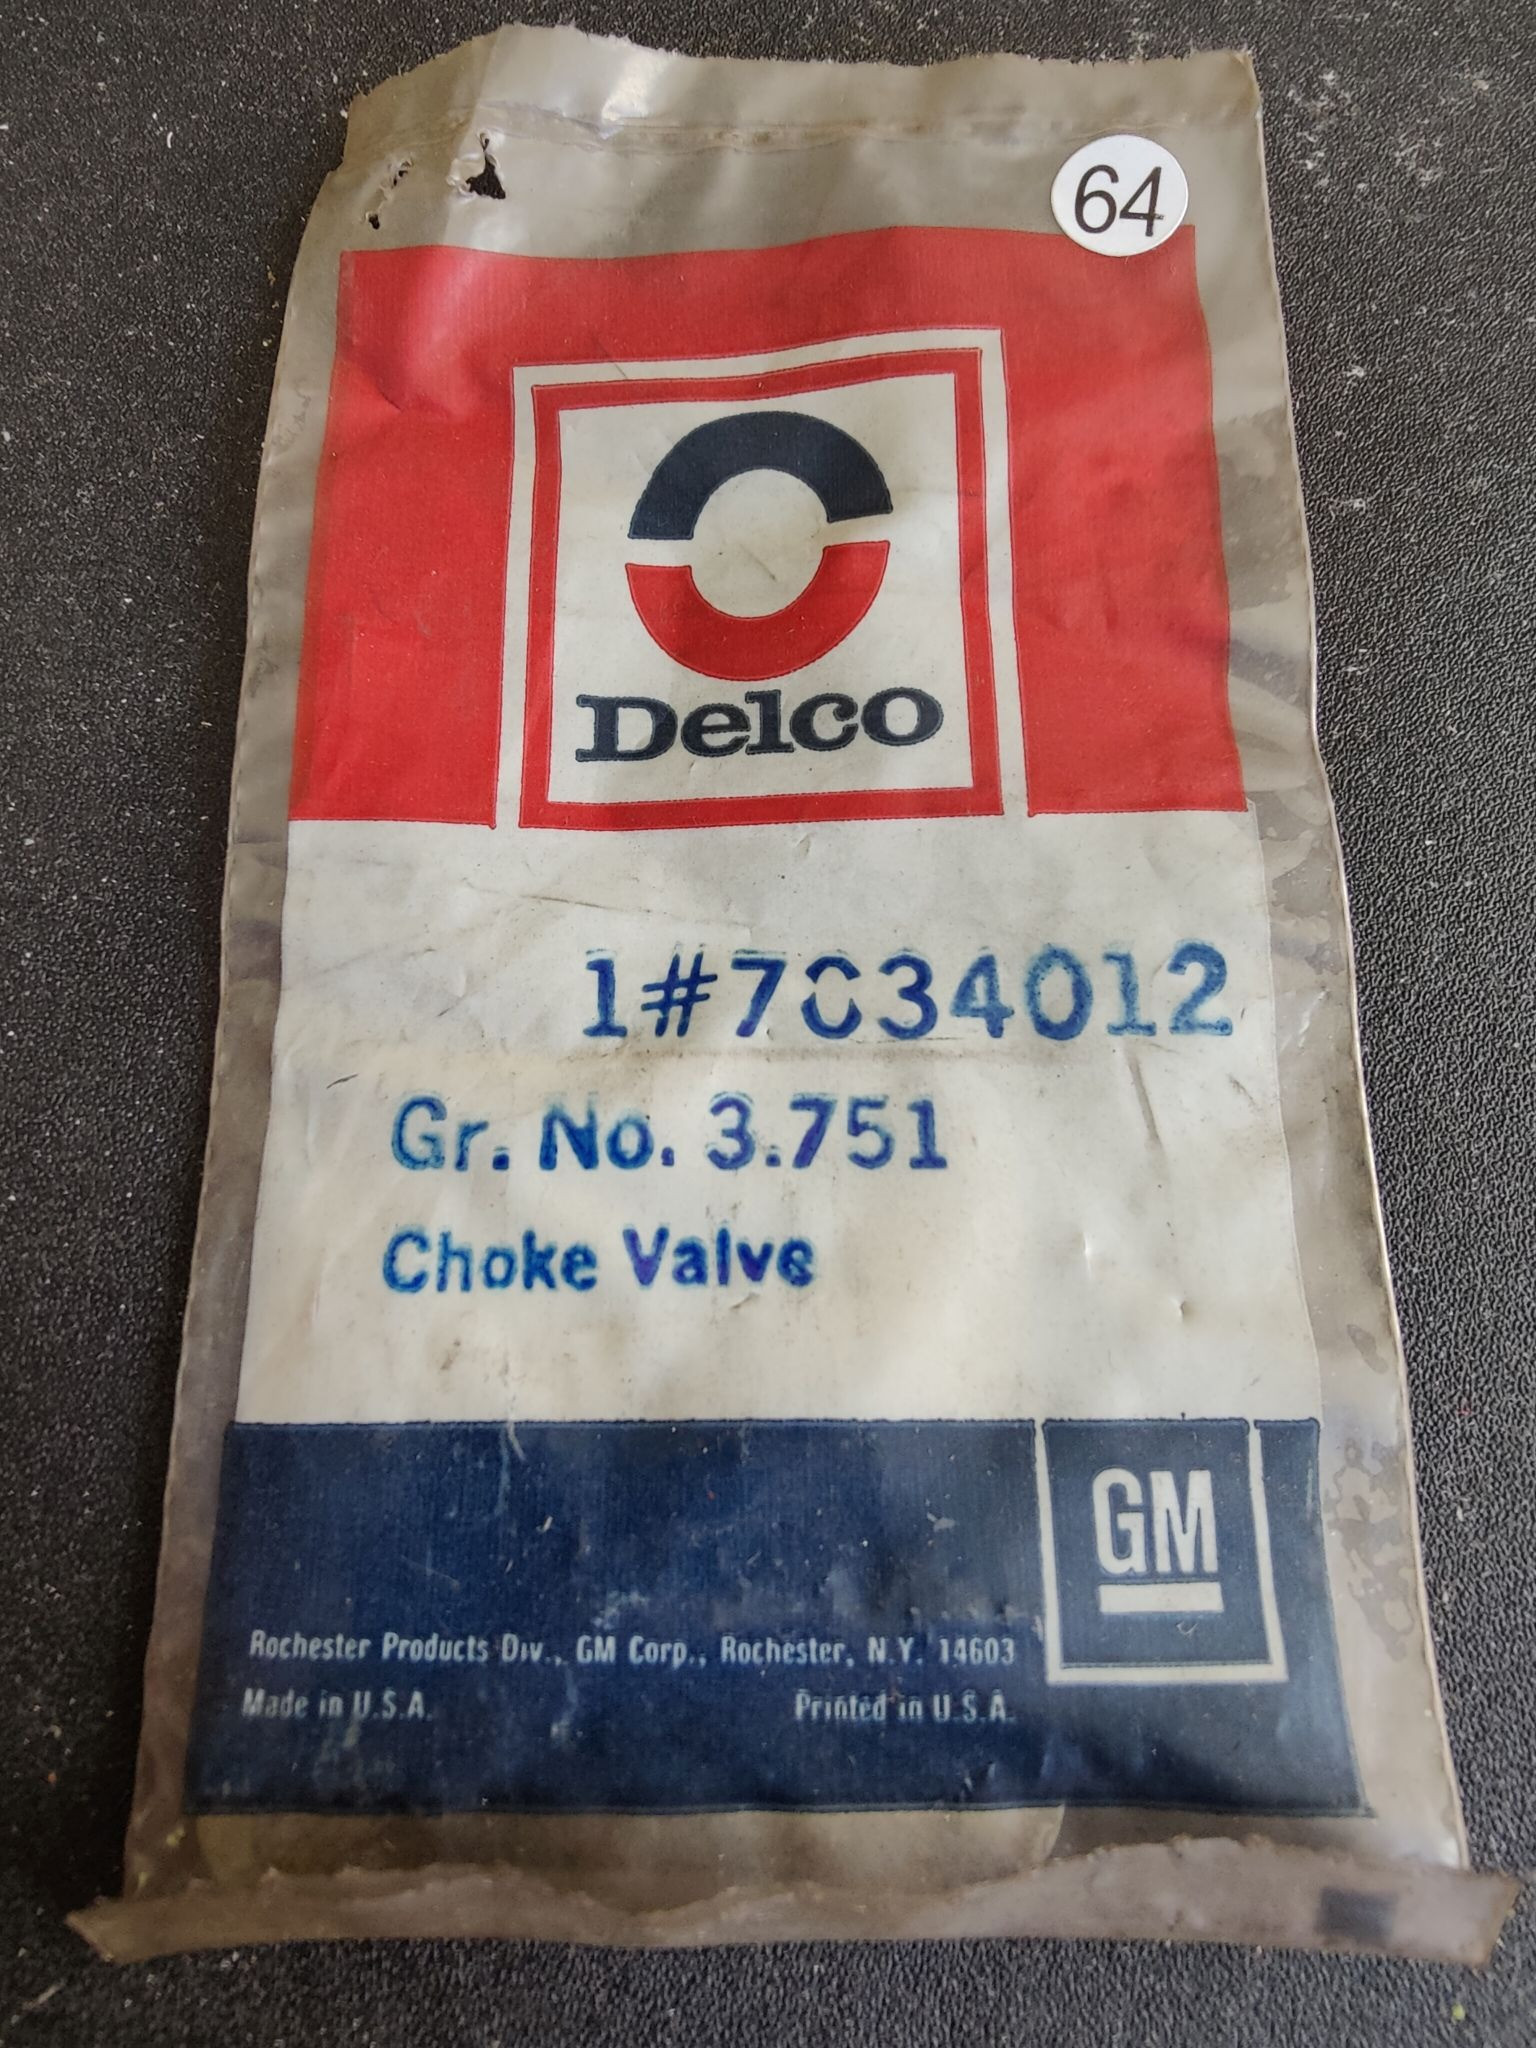 64
Delco
1#7034012
Gr. No. 3.751
Choke Valve
GM
Rochester Products Div., GM Corp., Rochester, N.Y. 14603
Made in U.S.A. Printed in U.S.A.